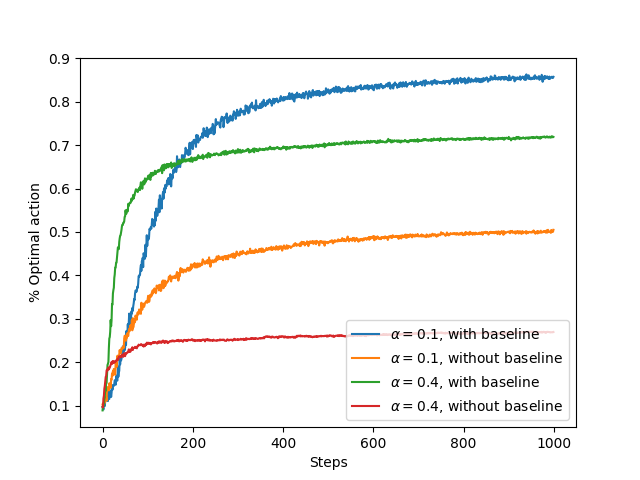 0.9
0.8
0.7
0.6
0.5
0.4
0.3
0.2
0.1
% Optimal action
0 200 400 600 800 1000
Steps
α = 0.1, with baseline
α = 0.1, without baseline
α = 0.4, with baseline
α = 0.4, without baseline